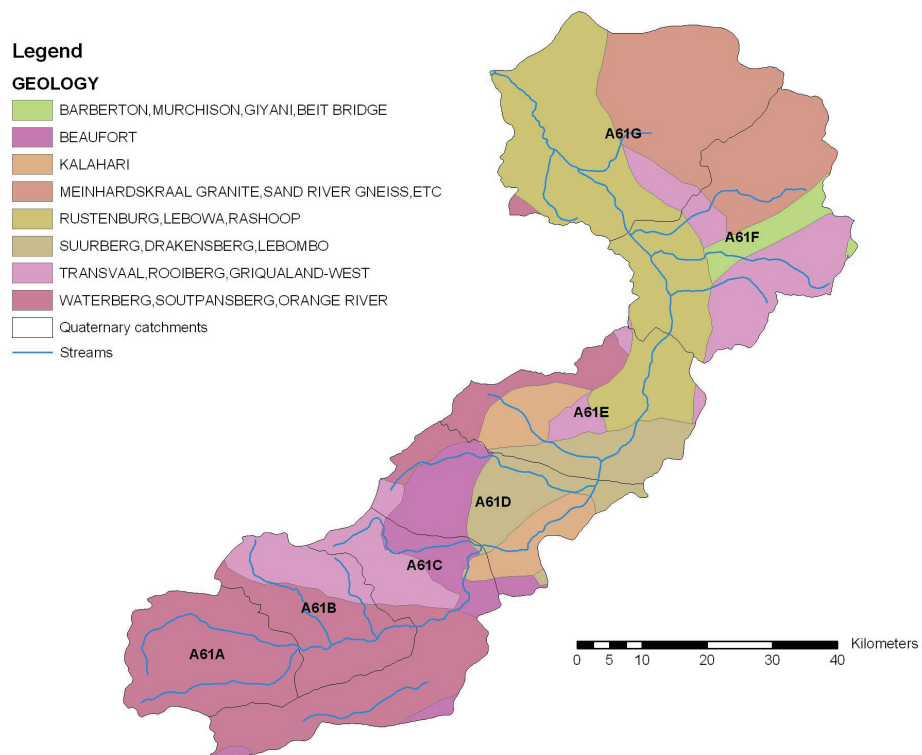 Legend
GEOLOGY
BARBERTON,MURCHISON,GIYANI,BEIT BRIDGE
BEAUFORT
KALAHARI
MEINHARDSKRAAL GRANITE,SAND RIVER GNEISS,ETC
RUSTENBURG,LEBOWA,RASHOOP
SUURBERG,DRAKENSBERG,LEBOMBO
TRANSVAAL,ROOIBERG,GRIQUALAND-WEST
WATERBERG,SOUTPANSBERG,ORANGE RIVER
Quaternary catchments
Streams
A61G
A61F
A61E
A61D
A61C
A61B
A61A
Kilometers
0 5 10 20 30 40